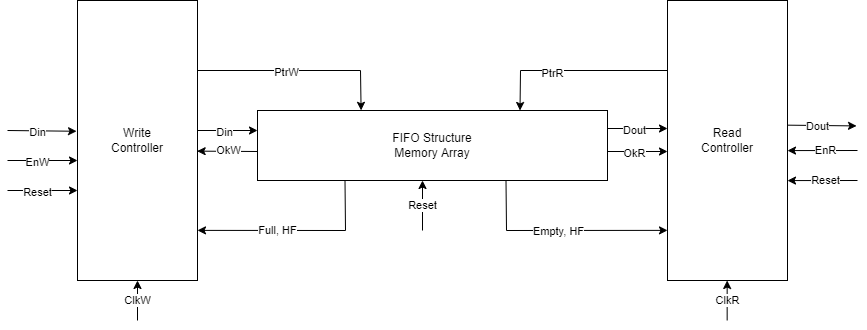 PtrW
PtrR
Din
Write
Controller
Din
FIFO Structure
Memory Array
Dout
Read
Controller
Dout
EnW
OkW
OkR
EnR
Reset
Reset
Reset
Full, HF
Empty, HF
ClkW
ClkR